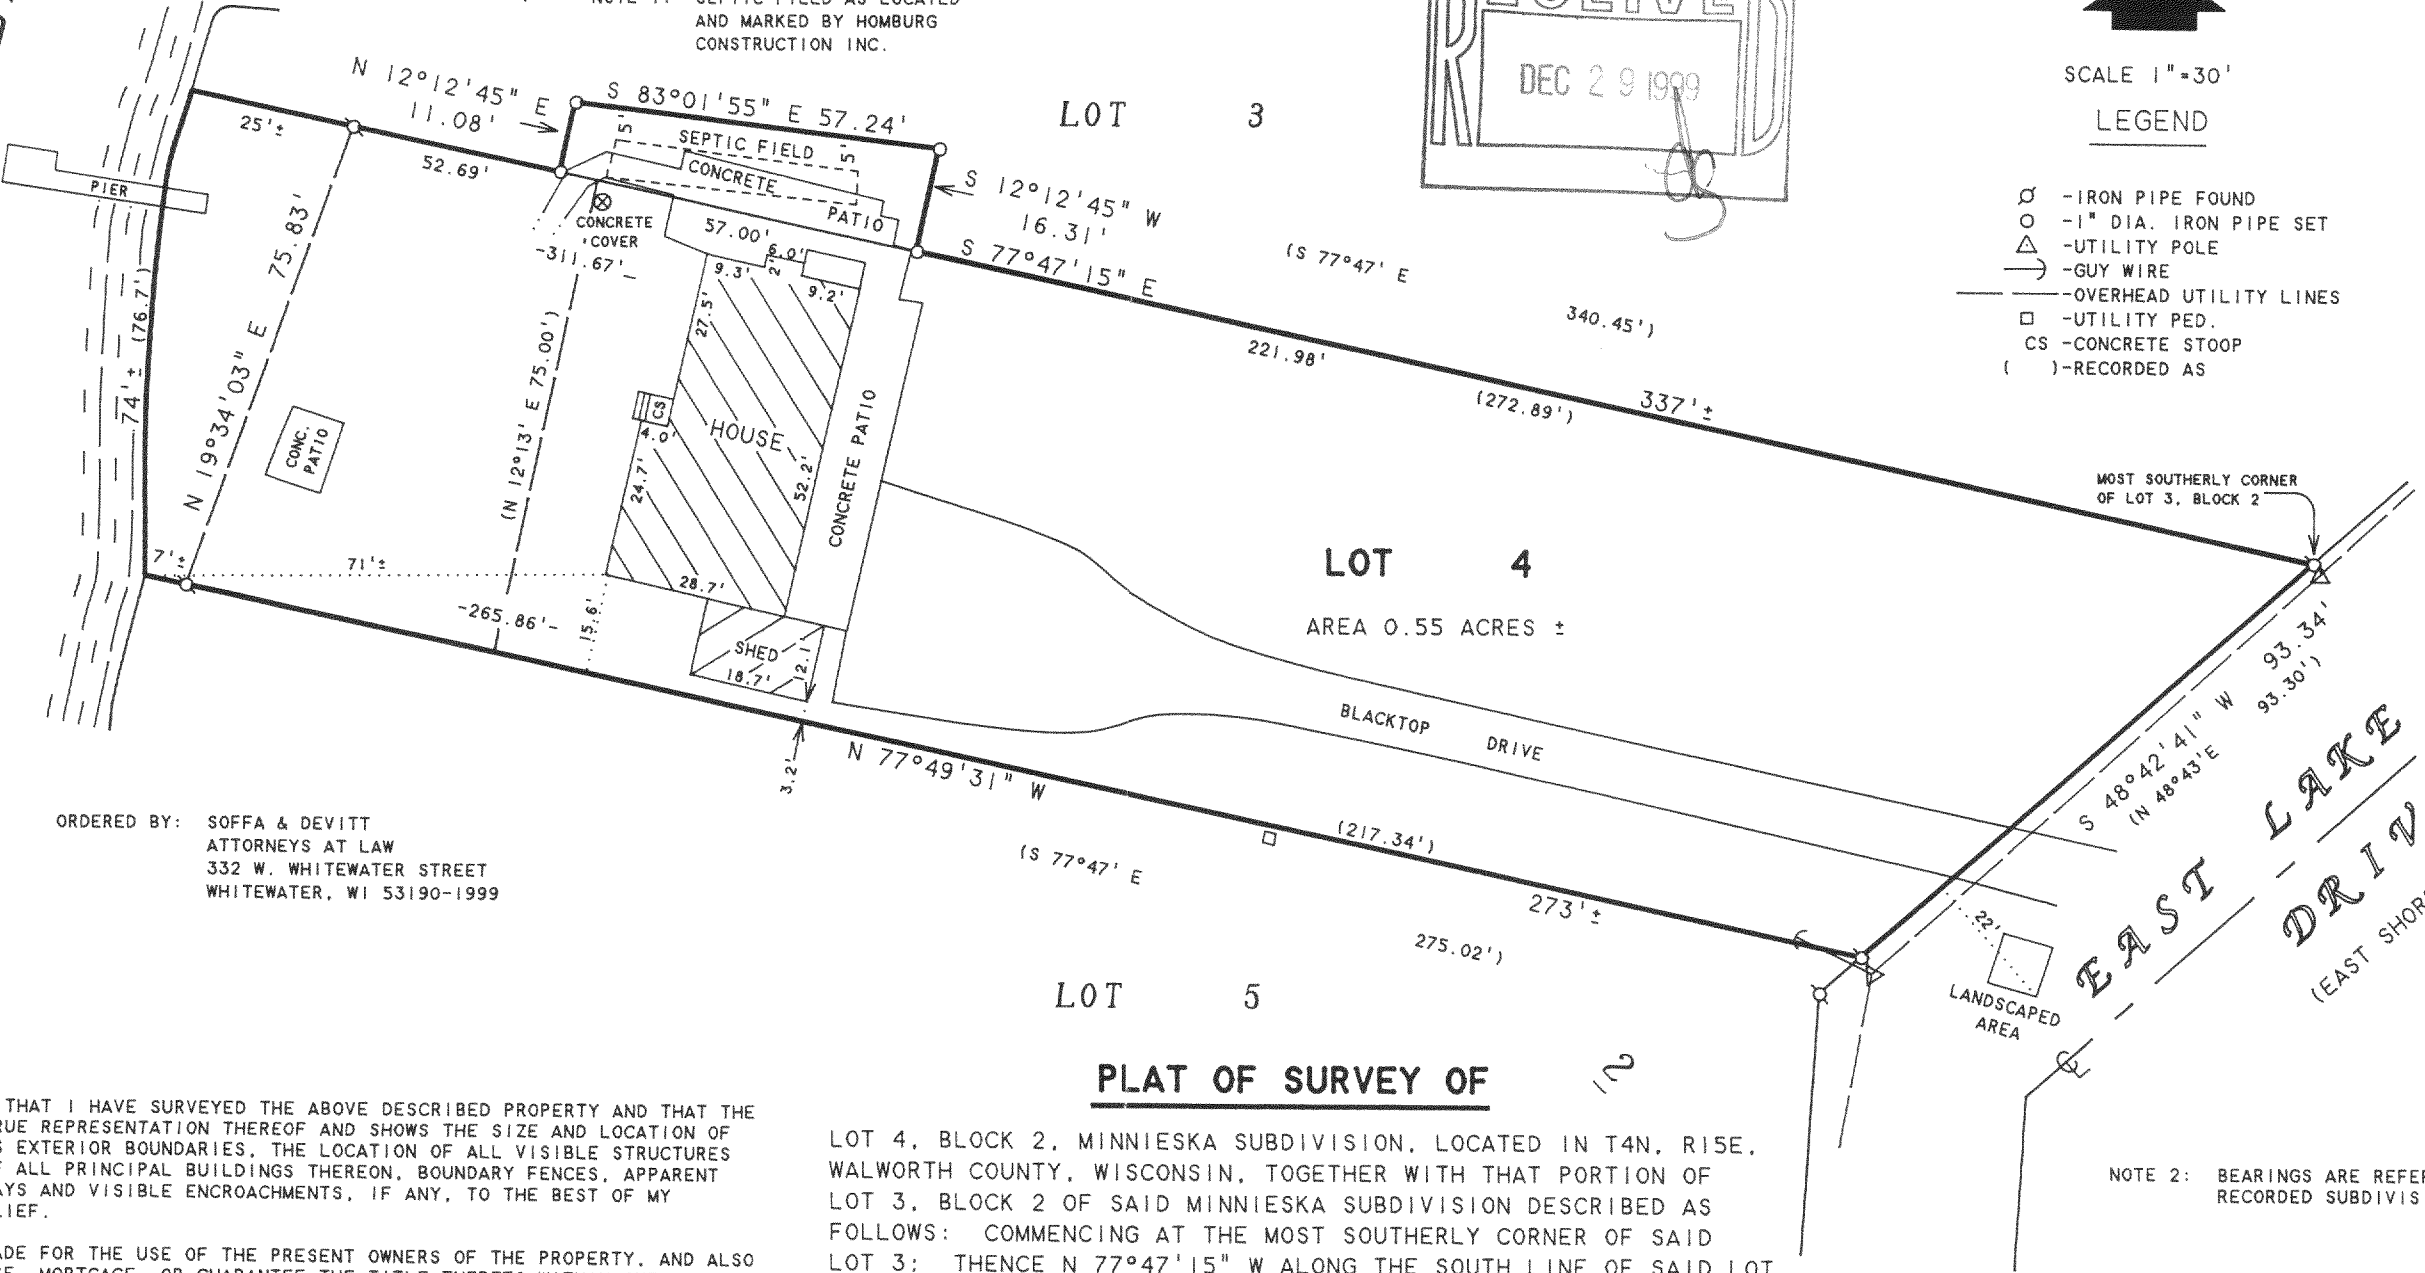 NOTE 1: SEPTIC FIELD AS LOCATED
AND MARKED BY HOMBURG
CONSTRUCTION INC.
RECEIVED
DEC 29 1999
SCALE 1"=30'
LEGEND
-IRON PIPE FOUND
-1" DIA. IRON PIPE SET
-UTILITY POLE
-GUY WIRE
-OVERHEAD UTILITY LINES
-UTILITY PED.
CS -CONCRETE STOOP
( )-RECORDED AS
N 12°12'45" E
11.08'
S 83°01'55" E 57.24'
LOT 3
25'±
52.69'
5'
SEPTIC FIELD
5'
CONCRETE
PATIO
S 12°12'45" W
16.31'
PIER
CONCRETE
COVER
57.00'
-311.67'-
S 77°47'15" E
(S 77°47' E
340.45')
221.98'
(272.89')
337'±
N 19°34'03" E 75.83'
74'± (76.7')
(N 12°13' E 75.00')
6.0'
2'
9.3'
9.2'
27.5'
CS
4.0'
HOUSE
24.7'
52.2'
CONCRETE PATIO
CONC.
PATIO
MOST SOUTHERLY CORNER
OF LOT 3, BLOCK 2
LOT 4
AREA 0.55 ACRES ±
7'±
71'±
28.7'
-265.86'-
15.6'
SHED
18.7'
12.1'
3.2'
BLACKTOP DRIVE
S 48°42'41" W 93.34'
(N 48°43'E 93.30')
EAST LAKE
DRIV
(EAST SHOR
N 77°49'31" W
(217.34')
273'±
(S 77°47' E
275.02')
22'
LANDSCAPED
AREA
ORDERED BY: SOFFA & DEVITT
ATTORNEYS AT LAW
332 W. WHITEWATER STREET
WHITEWATER, WI 53190-1999
LOT 5
12
PLAT OF SURVEY OF
LOT 4, BLOCK 2, MINNIESKA SUBDIVISION, LOCATED IN T4N, R15E,
WALWORTH COUNTY, WISCONSIN, TOGETHER WITH THAT PORTION OF
LOT 3, BLOCK 2 OF SAID MINNIESKA SUBDIVISION DESCRIBED AS
FOLLOWS: COMMENCING AT THE MOST SOUTHERLY CORNER OF SAID
LOT 3; THENCE N 77°47'15" W ALONG THE SOUTH LINE OF SAID LOT
THAT I HAVE SURVEYED THE ABOVE DESCRIBED PROPERTY AND THAT THE
RUE REPRESENTATION THEREOF AND SHOWS THE SIZE AND LOCATION OF
S EXTERIOR BOUNDARIES, THE LOCATION OF ALL VISIBLE STRUCTURES
F ALL PRINCIPAL BUILDINGS THEREON, BOUNDARY FENCES, APPARENT
AYS AND VISIBLE ENCROACHMENTS, IF ANY, TO THE BEST OF MY
LIEF.
ADE FOR THE USE OF THE PRESENT OWNERS OF THE PROPERTY, AND ALSO
MORTGAGE, OR GUARANTEE THE TITLE THERETO
NOTE 2: BEARINGS ARE REFER
RECORDED SUBDIVIS